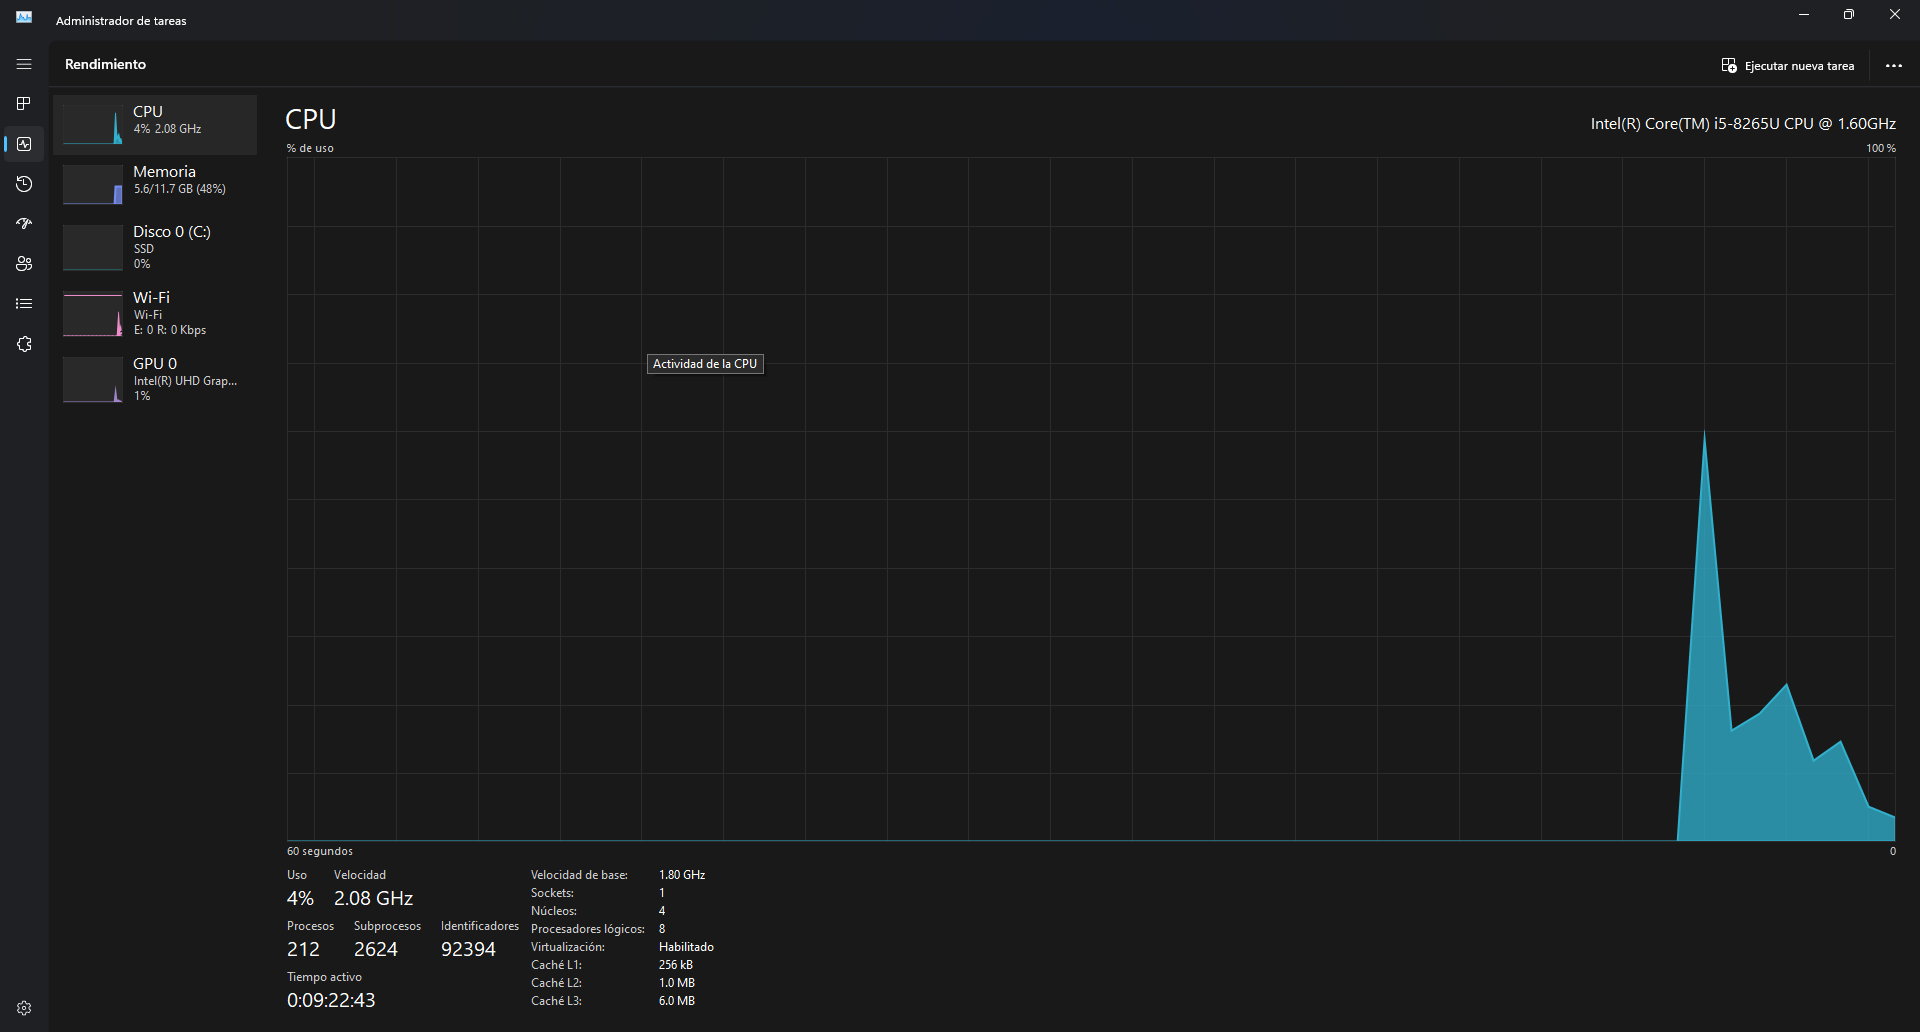 Administrador de tareas
Rendimiento
Ejecutar nueva tarea
CPU
4% 2.08 GHz
Memoria
5.6/11.7 GB (48%)
Disco 0 (C:)
SSD
0%
Wi-Fi
Wi-Fi
E: 0 R: 0 Kbps
GPU 0
Intel(R) UHD Grap...
1%
CPU
Intel(R) Core(TM) i5-8265U CPU @ 1.60GHz
% de uso
100 %
Actividad de la CPU
60 segundos
0
Uso
4%
Velocidad
2.08 GHz
Procesos
212
Subprocesos
2624
Identificadores
92394
Tiempo activo
0:09:22:43
Velocidad de base: 1.80 GHz
Sockets: 1
Núcleos: 4
Procesadores lógicos: 8
Virtualización: Habilitado
Caché L1: 256 kB
Caché L2: 1.0 MB
Caché L3: 6.0 MB